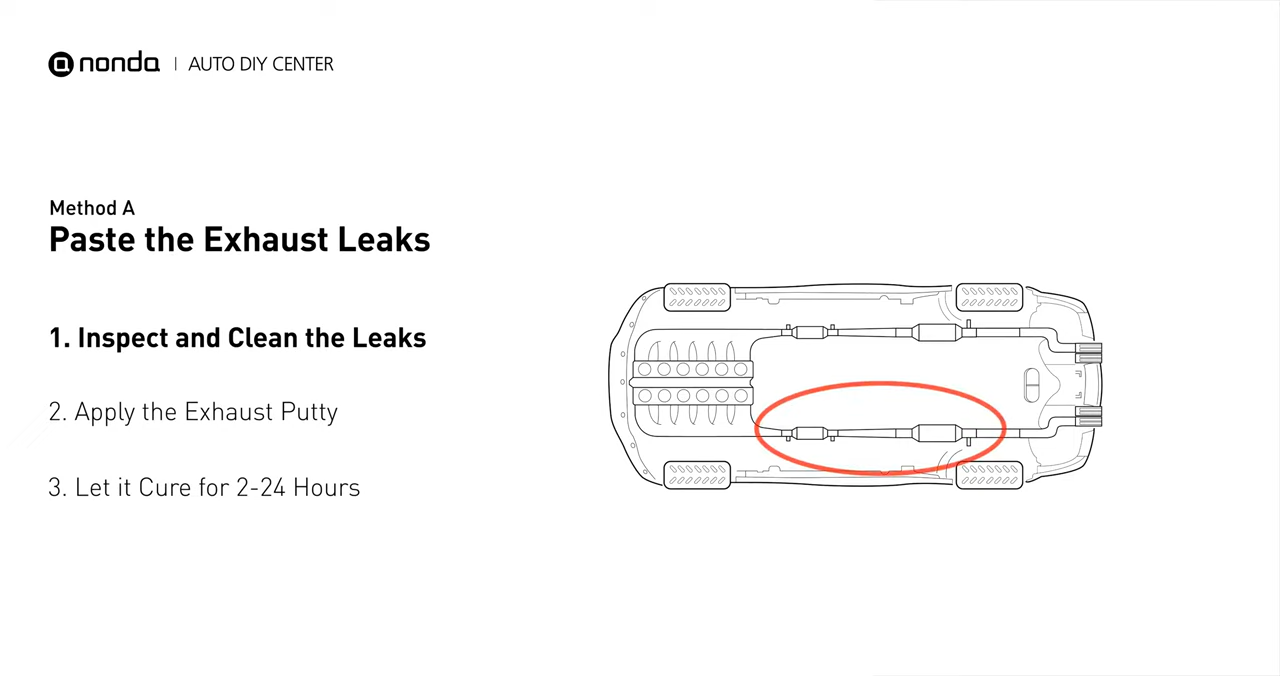 nonda | AUTO DIY CENTER
Method A
Paste the Exhaust Leaks
1. Inspect and Clean the Leaks
2. Apply the Exhaust Putty
3. Let it Cure for 2-24 Hours